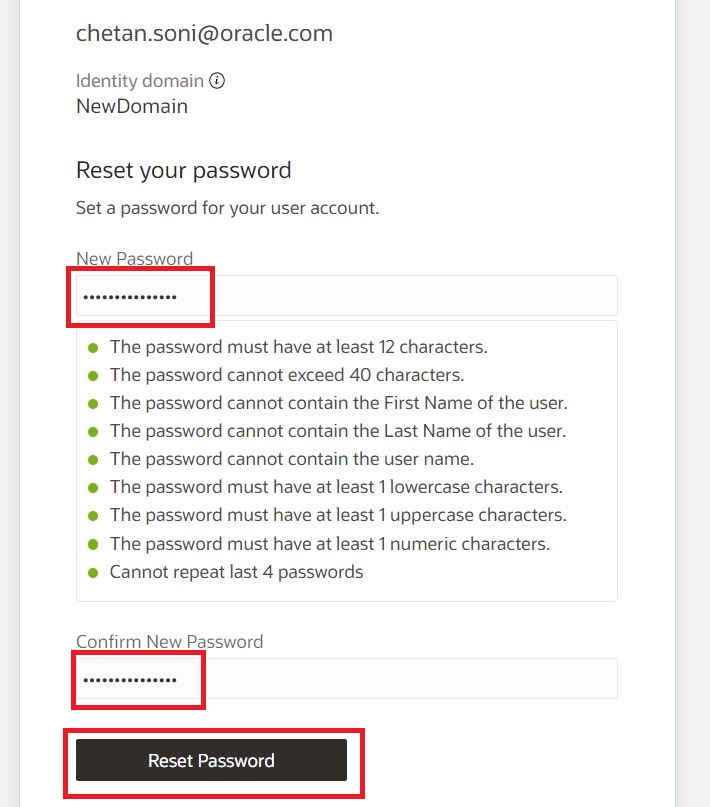 chetan.soni@oracle.com
Identity domain
NewDomain
Reset your password
Set a password for your user account.
New Password
•••••••••••••••
The password must have at least 12 characters.
The password cannot exceed 40 characters.
The password cannot contain the First Name of the user.
The password cannot contain the Last Name of the user.
The password cannot contain the user name.
The password must have at least 1 lowercase characters.
The password must have at least 1 uppercase characters.
The password must have at least 1 numeric characters.
Cannot repeat last 4 passwords
Confirm New Password
•••••••••••••••
Reset Password